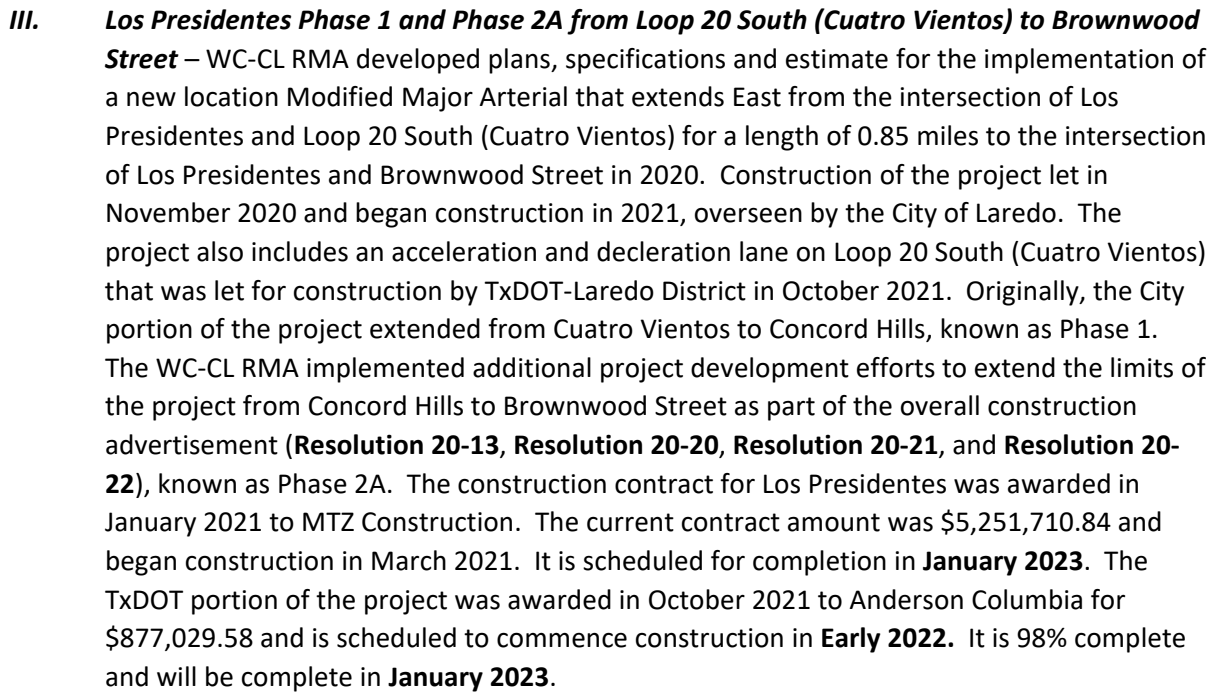 III. Los Presidentes Phase 1 and Phase 2A from Loop 20 South (Cuatro Vientos) to Brownwood
Street – WC-CL RMA developed plans, specifications and estimate for the implementation of
a new location Modified Major Arterial that extends East from the intersection of Los
Presidentes and Loop 20 South (Cuatro Vientos) for a length of 0.85 miles to the intersection
of Los Presidentes and Brownwood Street in 2020.  Construction of the project let in
November 2020 and began construction in 2021, overseen by the City of Laredo.  The
project also includes an acceleration and decleration lane on Loop 20 South (Cuatro Vientos)
that was let for construction by TxDOT-Laredo District in October 2021.  Originally, the City
portion of the project extended from Cuatro Vientos to Concord Hills, known as Phase 1.
The WC-CL RMA implemented additional project development efforts to extend the limits of
the project from Concord Hills to Brownwood Street as part of the overall construction
advertisement (Resolution 20-13, Resolution 20-20, Resolution 20-21, and Resolution 20-
22), known as Phase 2A.  The construction contract for Los Presidentes was awarded in
January 2021 to MTZ Construction.  The current contract amount was $5,251,710.84 and
began construction in March 2021.  It is scheduled for completion in January 2023.  The
TxDOT portion of the project was awarded in October 2021 to Anderson Columbia for
$877,029.58 and is scheduled to commence construction in Early 2022.  It is 98% complete
and will be complete in January 2023.